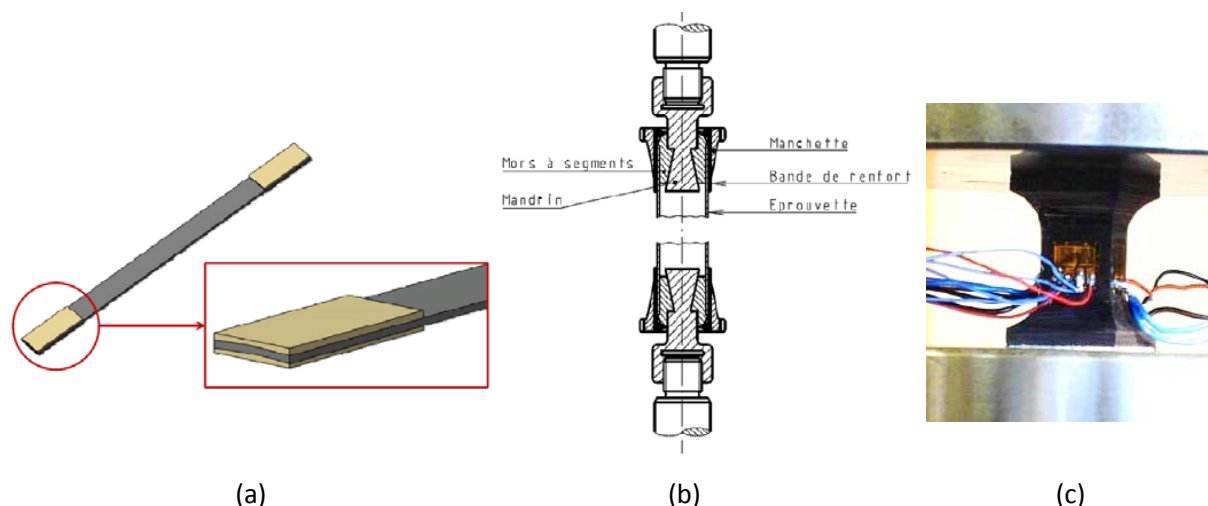 Manchette
Mors à segments
Bande de renfort
Mandrin
Eprouvette
(a)
(b)
(c)